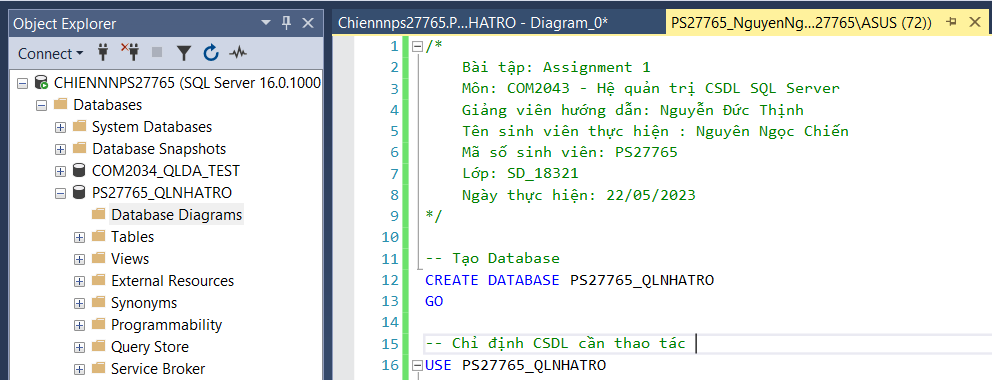 Object Explorer
Connect
CHIENNNPS27765 (SQL Server 16.0.1000
Databases
System Databases
Database Snapshots
COM2034_QLDA_TEST
PS27765_QLNHATRO
Database Diagrams
Tables
Views
External Resources
Synonyms
Programmability
Query Store
Service Broker
Chiennnps27765.P...HATRO - Diagram_0*
PS27765_NguyenNg...27765\ASUS (72))
1 /*
2 Bài tập: Assignment 1
3 Môn: COM2043 - Hệ quản trị CSDL SQL Server
4 Giảng viên hướng dẫn: Nguyễn Đức Thịnh
5 Tên sinh viên thực hiện : Nguyên Ngọc Chiến
6 Mã số sinh viên: PS27765
7 Lớp: SD_18321
8 Ngày thực hiện: 22/05/2023
9 */
10
11 -- Tạo Database
12 CREATE DATABASE PS27765_QLNHATRO
13 GO
14
15 -- Chỉ định CSDL cần thao tác
16 USE PS27765_QLNHATRO